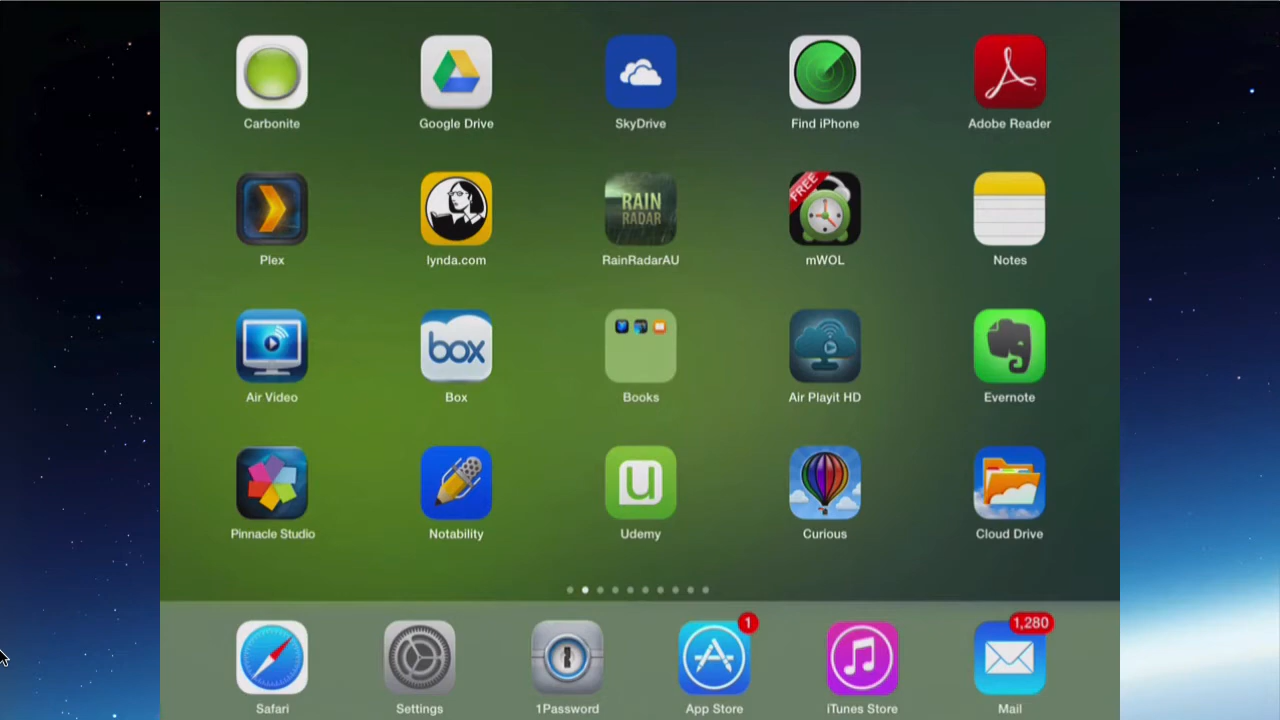 Carbonite
Google Drive
SkyDrive
Find iPhone
Adobe Reader
RAIN
RADAR
FREE
Plex
lynda.com
RainRadarAU
mWOL
Notes
box
Air Video
Box
Books
Air Playit HD
Evernote
u
Pinnacle Studio
Notability
Udemy
Curious
Cloud Drive
1
1,280
Safari
Settings
1Password
App Store
iTunes Store
Mail